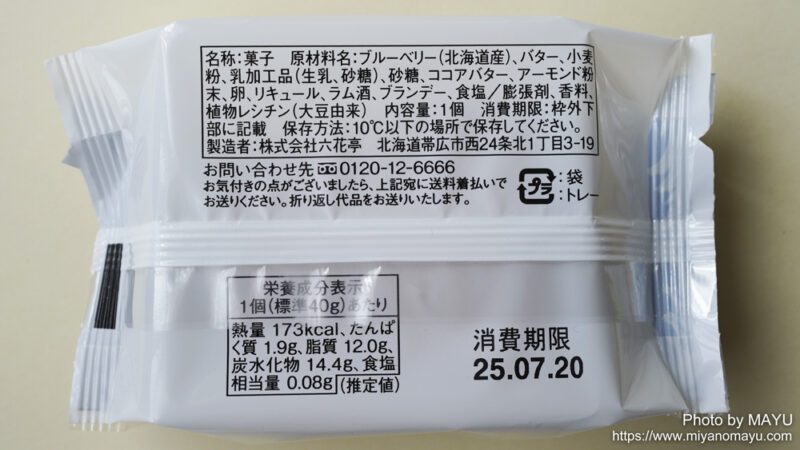 名称:菓子 原材料名:ブルーベリー(北海道産)、バター、小麦
粉、乳加工品(生乳、砂糖)、砂糖、ココアバター、アーモンド粉
末、卵、リキュール、ラム酒、ブランデー、食塩／膨張剤、香料、
植物レシチン(大豆由来) 内容量:1個 消費期限:枠外下
部に記載 保存方法:10℃以下の場所で保存してください。
製造者:株式会社六花亭 北海道帯広市西24条北1丁目3-19
お問い合わせ先 0120-12-6666
お気付きの点がございましたら、上記宛に送料着払いで
お送りください。折り返し代品をお送りいたします。
プラ
:袋
:トレー
栄養成分表示
1個(標準40g)あたり
熱量 173kcal、たんぱ
く質 1.9g、脂質 12.0g、
炭水化物 14.4g、食塩
相当量 0.08g (推定値)
消費期限
25.07.20
Photo by MAYU
https://www.miyanomayu.com